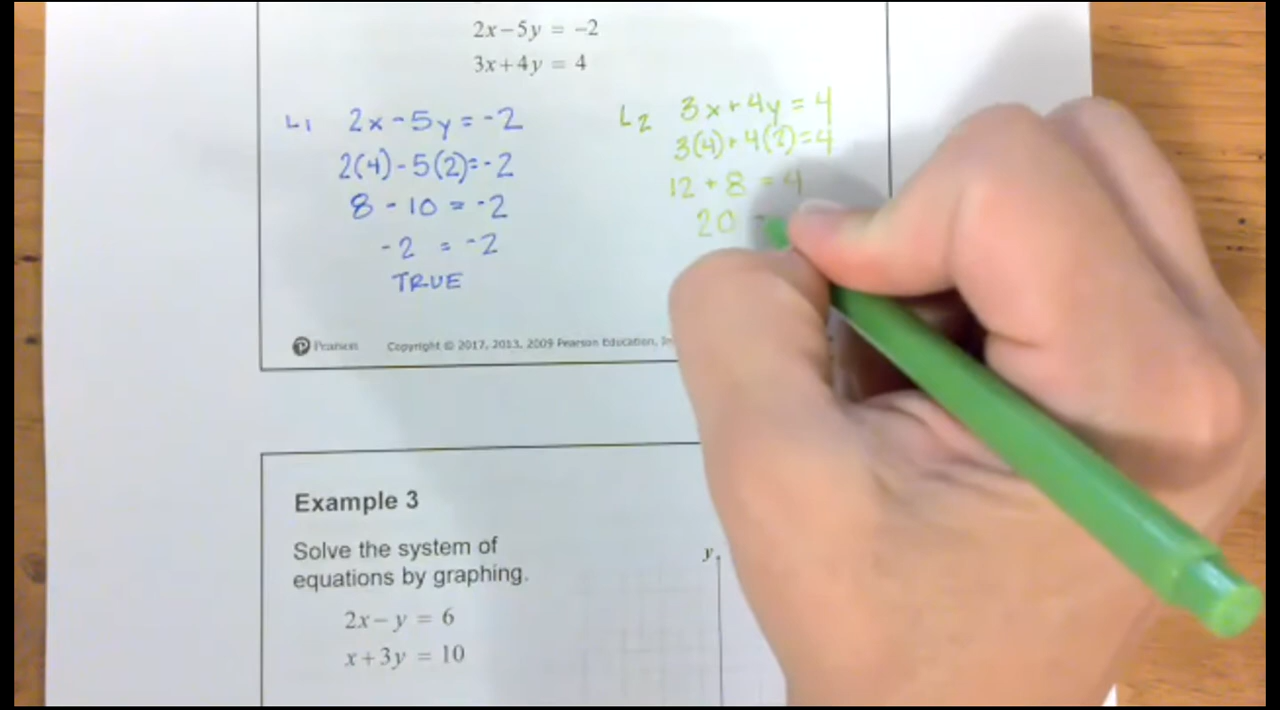 2x−5y = −2
3x+4y = 4
L1 2x - 5y = -2
2(4) - 5(2) = -2
8 - 10 = -2
-2 = -2
TRUE
L2 3x + 4y = 4
3(4) + 4(2) = 4
12 + 8 = 4
20
Pearson Copyright © 2017, 2013, 2009 Pearson Education,
Example 3
Solve the system of
equations by graphing.
2x− y = 6
x+3y = 10
y